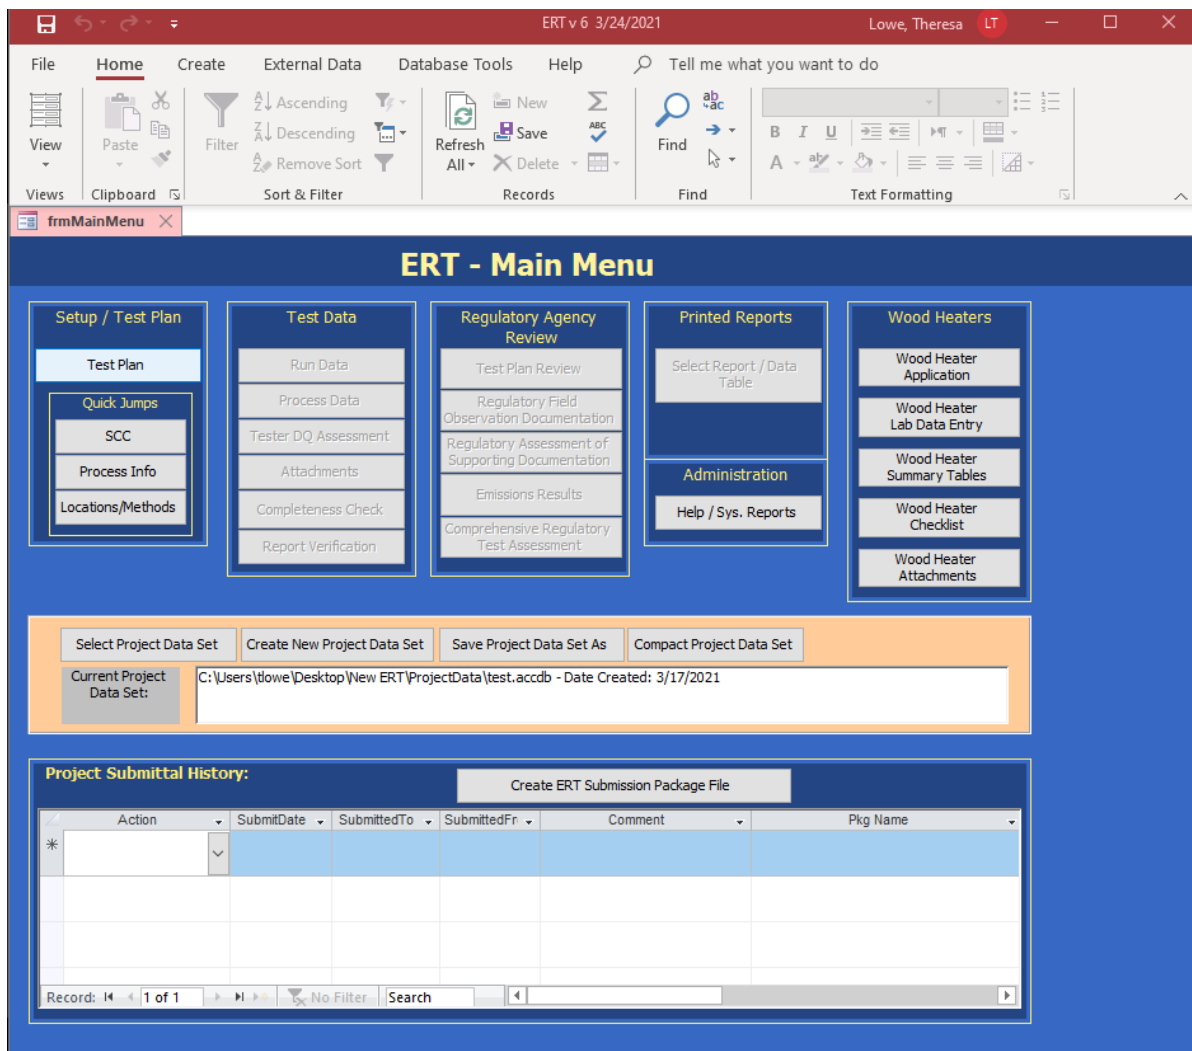 ERT v 6 3/24/2021
Lowe, Theresa
LT
File Home Create External Data Database Tools Help Tell me what you want to do
View
Paste
Filter
Ascending
Descending
Remove Sort
Refresh
All
New
Save
Delete
Find
B I U
A
Views Clipboard Sort & Filter Records Find Text Formatting
frmMainMenu
ERT - Main Menu
Setup / Test Plan
Test Plan
Quick Jumps
SCC
Process Info
Locations/Methods
Test Data
Run Data
Process Data
Tester DQ Assessment
Attachments
Completeness Check
Report Verification
Regulatory Agency
Review
Test Plan Review
Regulatory Field
Observation Documentation
Regulatory Assessment of
Supporting Documentation
Emissions Results
Comprehensive Regulatory
Test Assessment
Printed Reports
Select Report / Data
Table
Administration
Help / Sys. Reports
Wood Heaters
Wood Heater
Application
Wood Heater
Lab Data Entry
Wood Heater
Summary Tables
Wood Heater
Checklist
Wood Heater
Attachments
Select Project Data Set Create New Project Data Set Save Project Data Set As Compact Project Data Set
Current Project
Data Set:
C:\Users\tlowe\Desktop\New ERT\ProjectData\test.accdb - Date Created: 3/17/2021
Project Submittal History:
Create ERT Submission Package File
Action SubmitDate SubmittedTo SubmittedFr Comment Pkg Name
Record: 1 of 1 No Filter Search